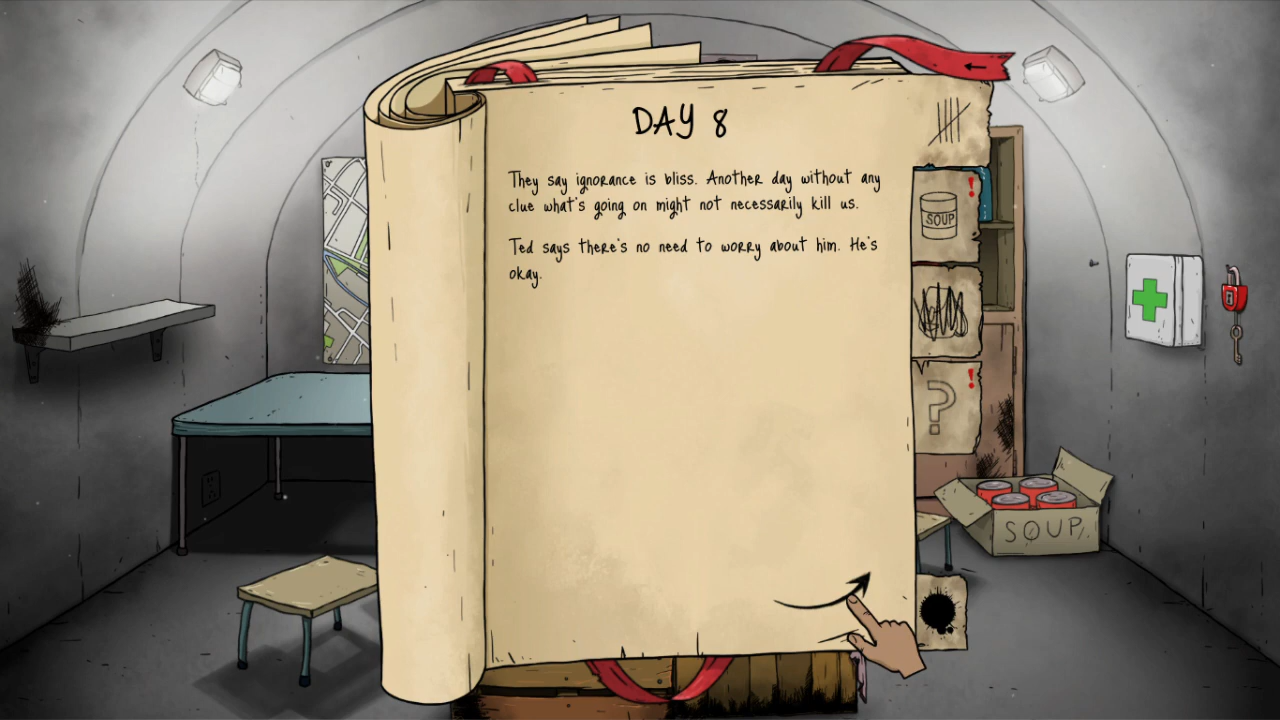 DAY 8
They say ignorance is bliss. Another day without any
clue what's going on might not necessarily kill us.
Ted says there's no need to worry about him. He's
okay.
SOUP
!
?
!
SOUP